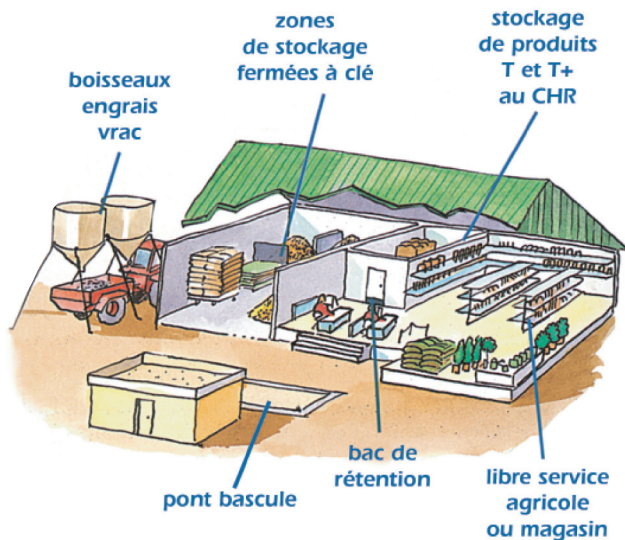 zones
de stockage
fermées à clé
stockage
de produits
T et T+
au CHR
boisseaux
engrais
vrac
bac de
rétention
pont bascule
libre service
agricole
ou magasin